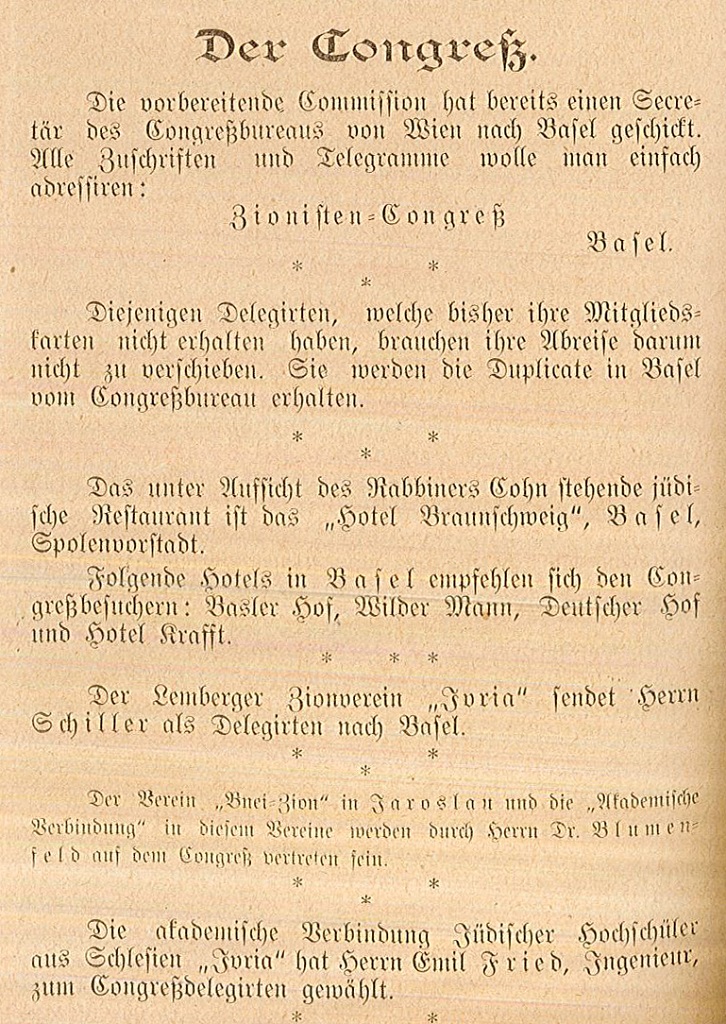 Der Congreß.
Die vorbereitende Commission hat bereits einen Secre-
tär des Congreßbureaus von Wien nach Basel geschickt.
Alle Zuschriften und Telegramme wolle man einfach
adressiren:
Zionisten-Congreß
Basel.
* *
*
Diejenigen Delegirten, welche bisher ihre Mitglieds-
karten nicht erhalten haben, brauchen ihre Abreise darum
nicht zu verschieben. Sie werden die Duplicate in Basel
vom Congreßbureau erhalten.
* *
*
Das unter Aufsicht des Rabbiners Cohn stehende jüdi-
sche Restaurant ist das „Hotel Braunschweig“, Basel,
Spolenvorstadt.
Folgende Hotels in Basel empfehlen sich den Con-
greßbesuchern: Basler Hof, Wilder Mann, Deutscher Hof
und Hotel Krafft.
* * *
Der Lemberger Zionverein „Ivria“ sendet Herrn
Schiller als Delegirten nach Basel.
* *
*
Der Verein „Bnei-Zion“ in Jaroslau und die „Akademische
Verbindung“ in diesem Vereine werden durch Herrn Dr. Blumen-
feld auf dem Congreß vertreten sein.
* *
*
Die akademische Verbindung Jüdischer Hochschüler
aus Schlesien „Ivria“ hat Herrn Emil Fried, Ingenieur,
zum Congreßdelegirten gewählt.
* *